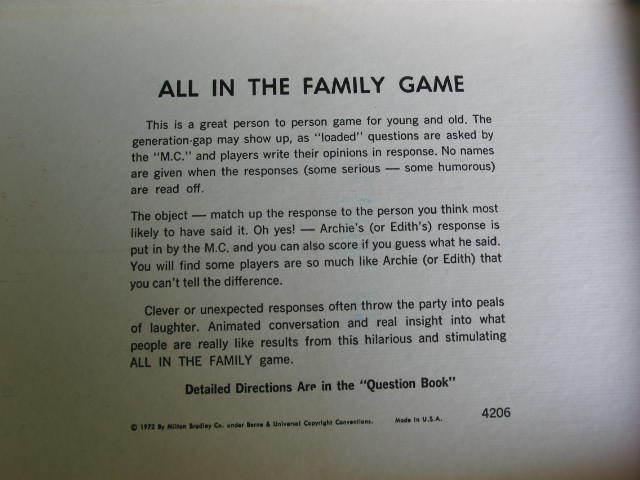 ALL IN THE FAMILY GAME
This is a great person to person game for young and old. The
generation-gap may show up, as "loaded" questions are asked by
the "M.C." and players write their opinions in response. No names
are given when the responses (some serious — some humorous)
are read off.
The object — match up the response to the person you think most
likely to have said it. Oh yes! — Archie's (or Edith's) response is
put in by the M.C. and you can also score if you guess what he said.
You will find some players are so much like Archie (or Edith) that
you can't tell the difference.
Clever or unexpected responses often throw the party into peals
of laughter. Animated conversation and real insight into what
people are really like results from this hilarious and stimulating
ALL IN THE FAMILY game.
Detailed Directions Are in the "Question Book"
© 1972 By Milton Bradley Co. under Berne & Universal Copyright Conventions. Made in U.S.A. 4206